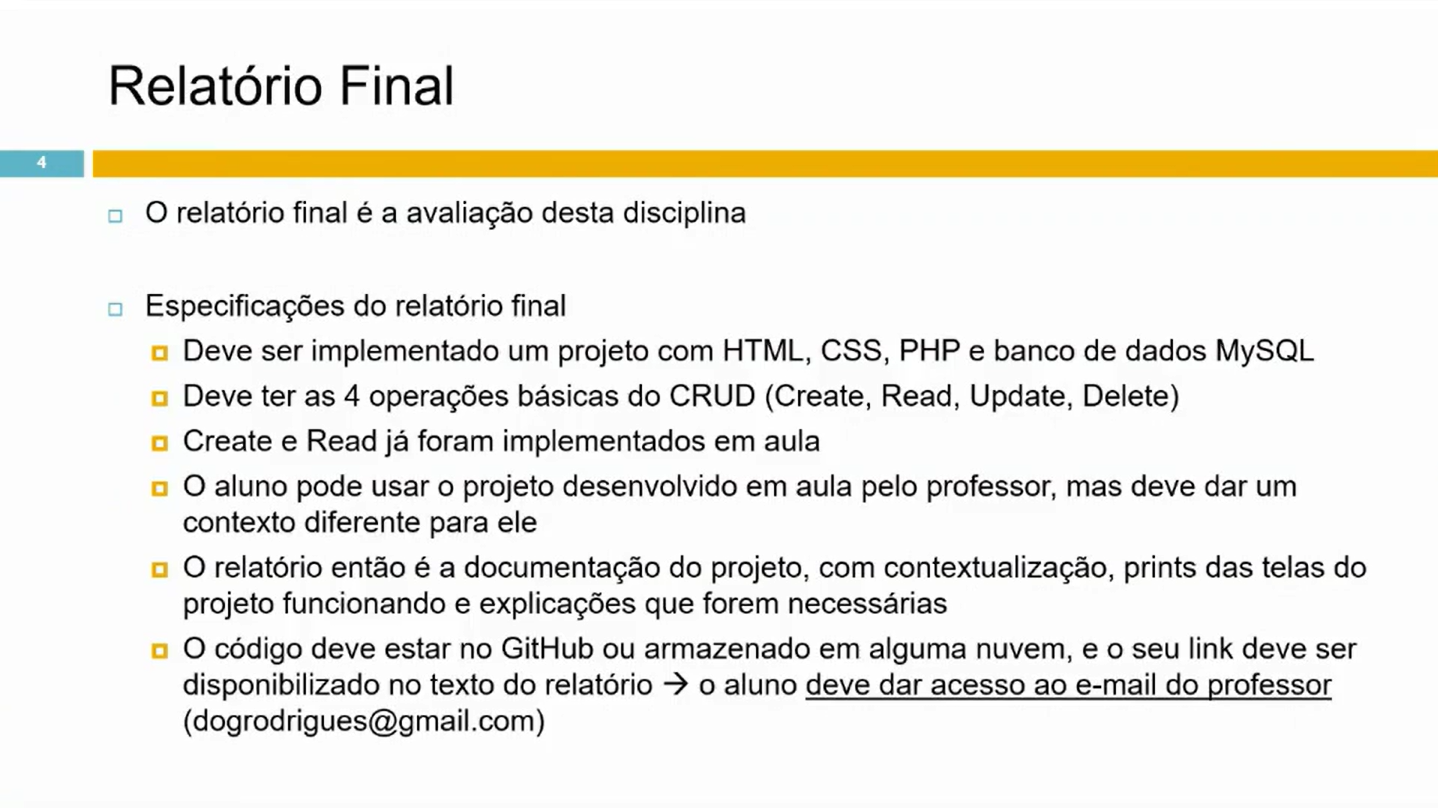 Relatório Final
4
O relatório final é a avaliação desta disciplina
Especificações do relatório final
Deve ser implementado um projeto com HTML, CSS, PHP e banco de dados MySQL
Deve ter as 4 operações básicas do CRUD (Create, Read, Update, Delete)
Create e Read já foram implementados em aula
O aluno pode usar o projeto desenvolvido em aula pelo professor, mas deve dar um
contexto diferente para ele
O relatório então é a documentação do projeto, com contextualização, prints das telas do
projeto funcionando e explicações que forem necessárias
O código deve estar no GitHub ou armazenado em alguma nuvem, e o seu link deve ser
disponibilizado no texto do relatório → o aluno deve dar acesso ao e-mail do professor
(dogrodrigues@gmail.com)